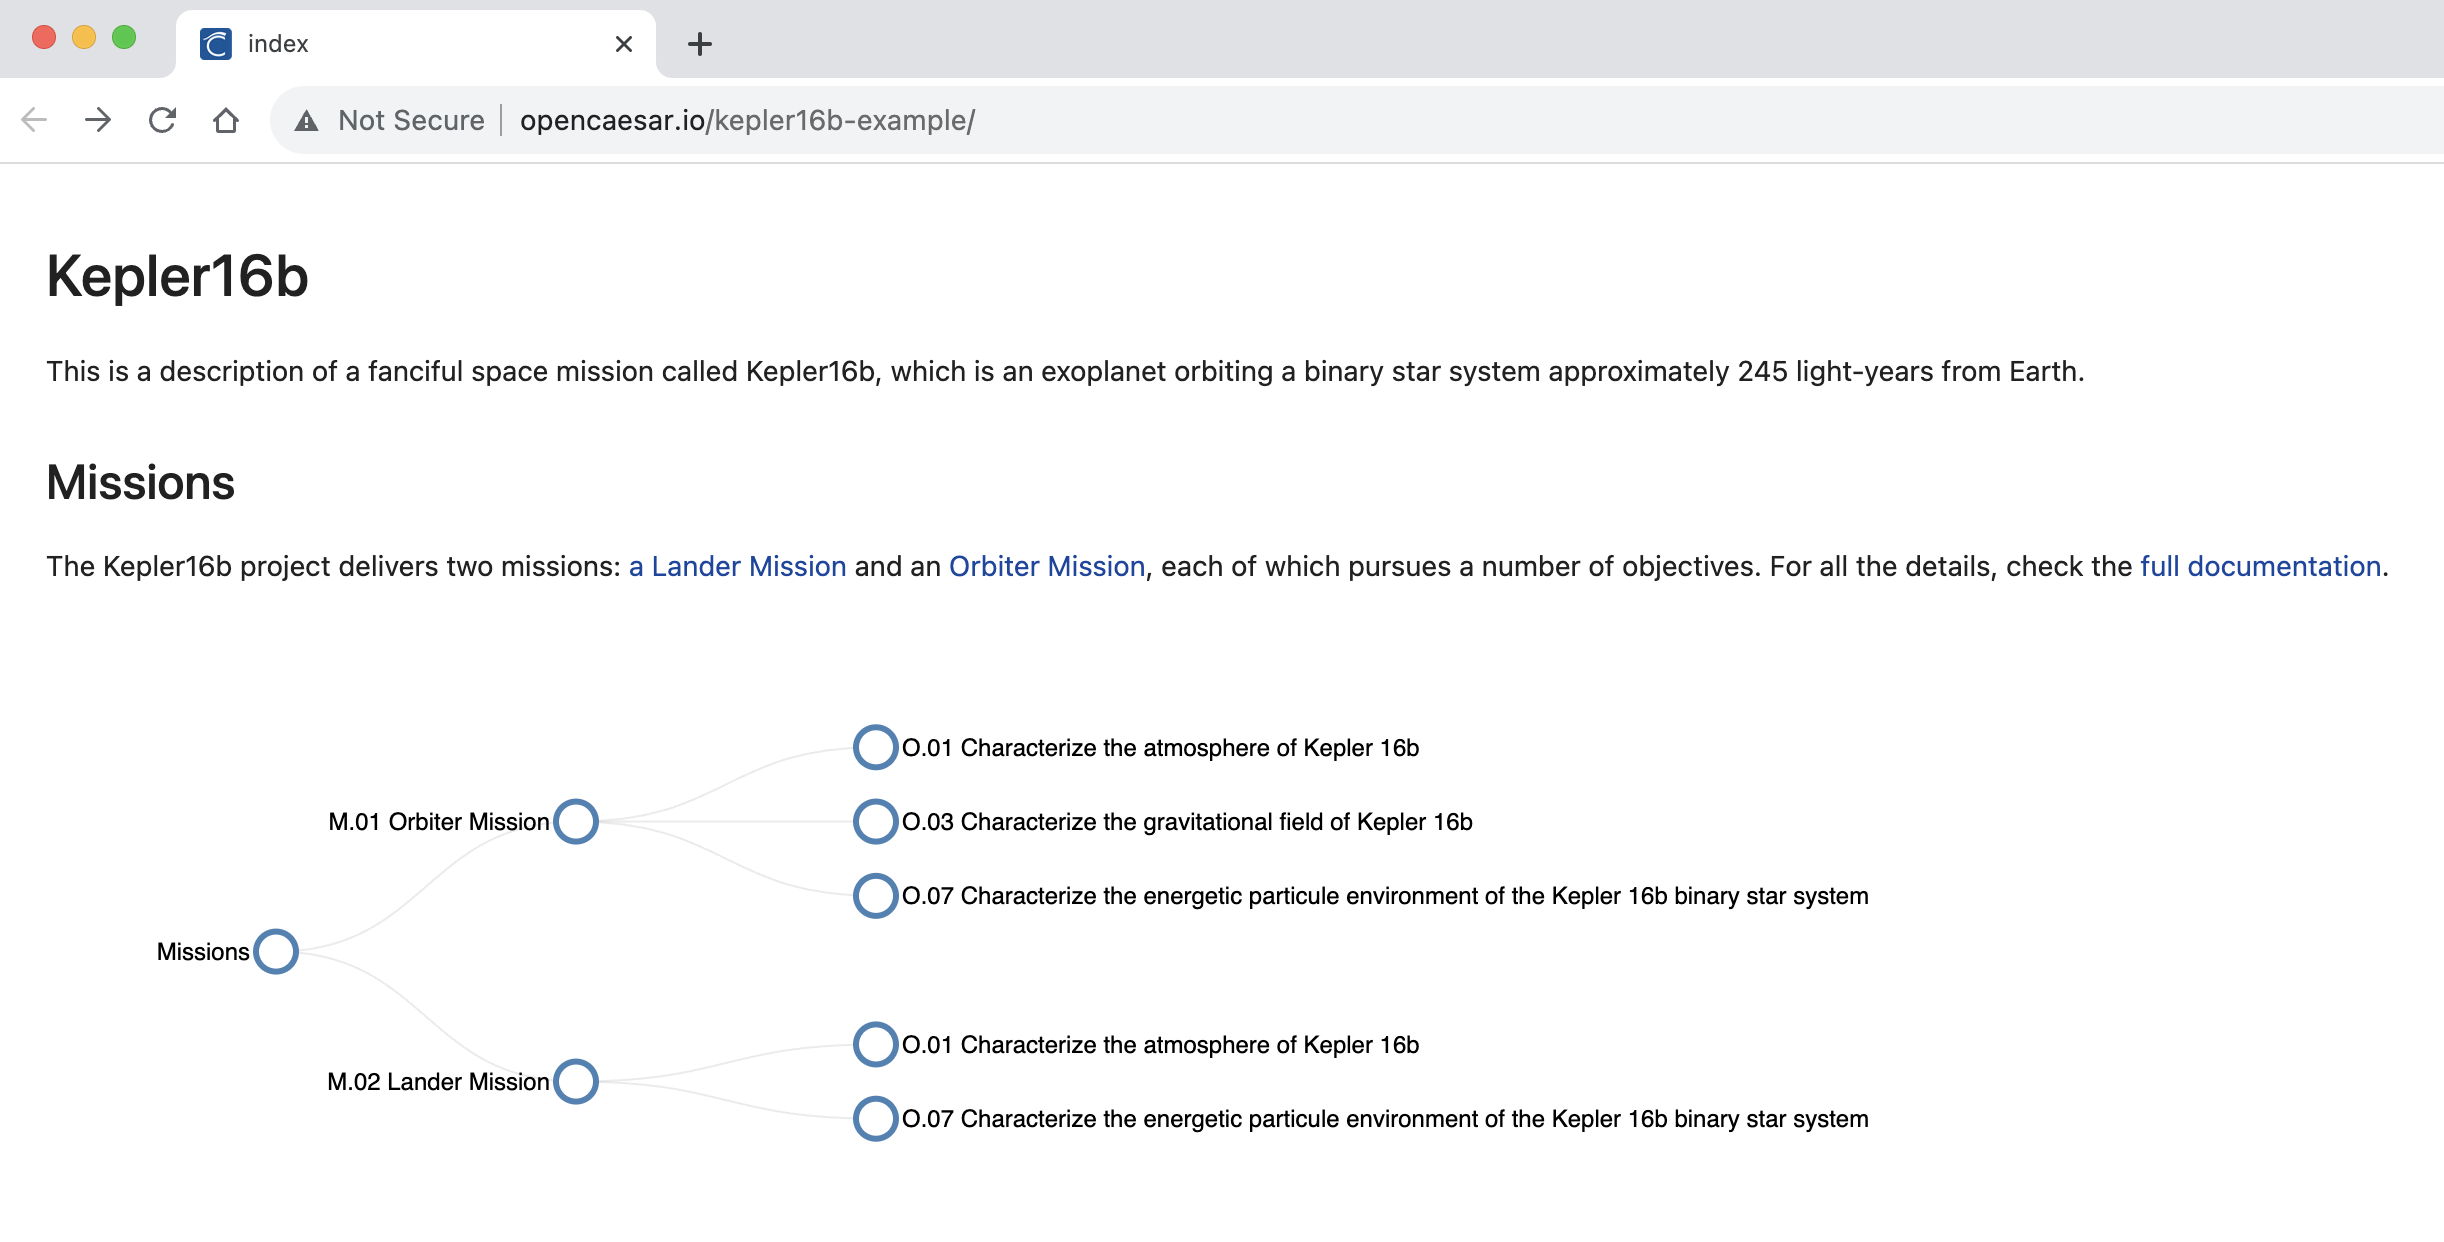 index
Not Secure opencaesar.io/kepler16b-example/
Kepler16b
This is a description of a fanciful space mission called Kepler16b, which is an exoplanet orbiting a binary star system approximately 245 light-years from Earth.
Missions
The Kepler16b project delivers two missions: a Lander Mission and an Orbiter Mission, each of which pursues a number of objectives. For all the details, check the full documentation.
O.01 Characterize the atmosphere of Kepler 16b
M.01 Orbiter Mission
O.03 Characterize the gravitational field of Kepler 16b
O.07 Characterize the energetic particule environment of the Kepler 16b binary star system
Missions
O.01 Characterize the atmosphere of Kepler 16b
M.02 Lander Mission
O.07 Characterize the energetic particule environment of the Kepler 16b binary star system